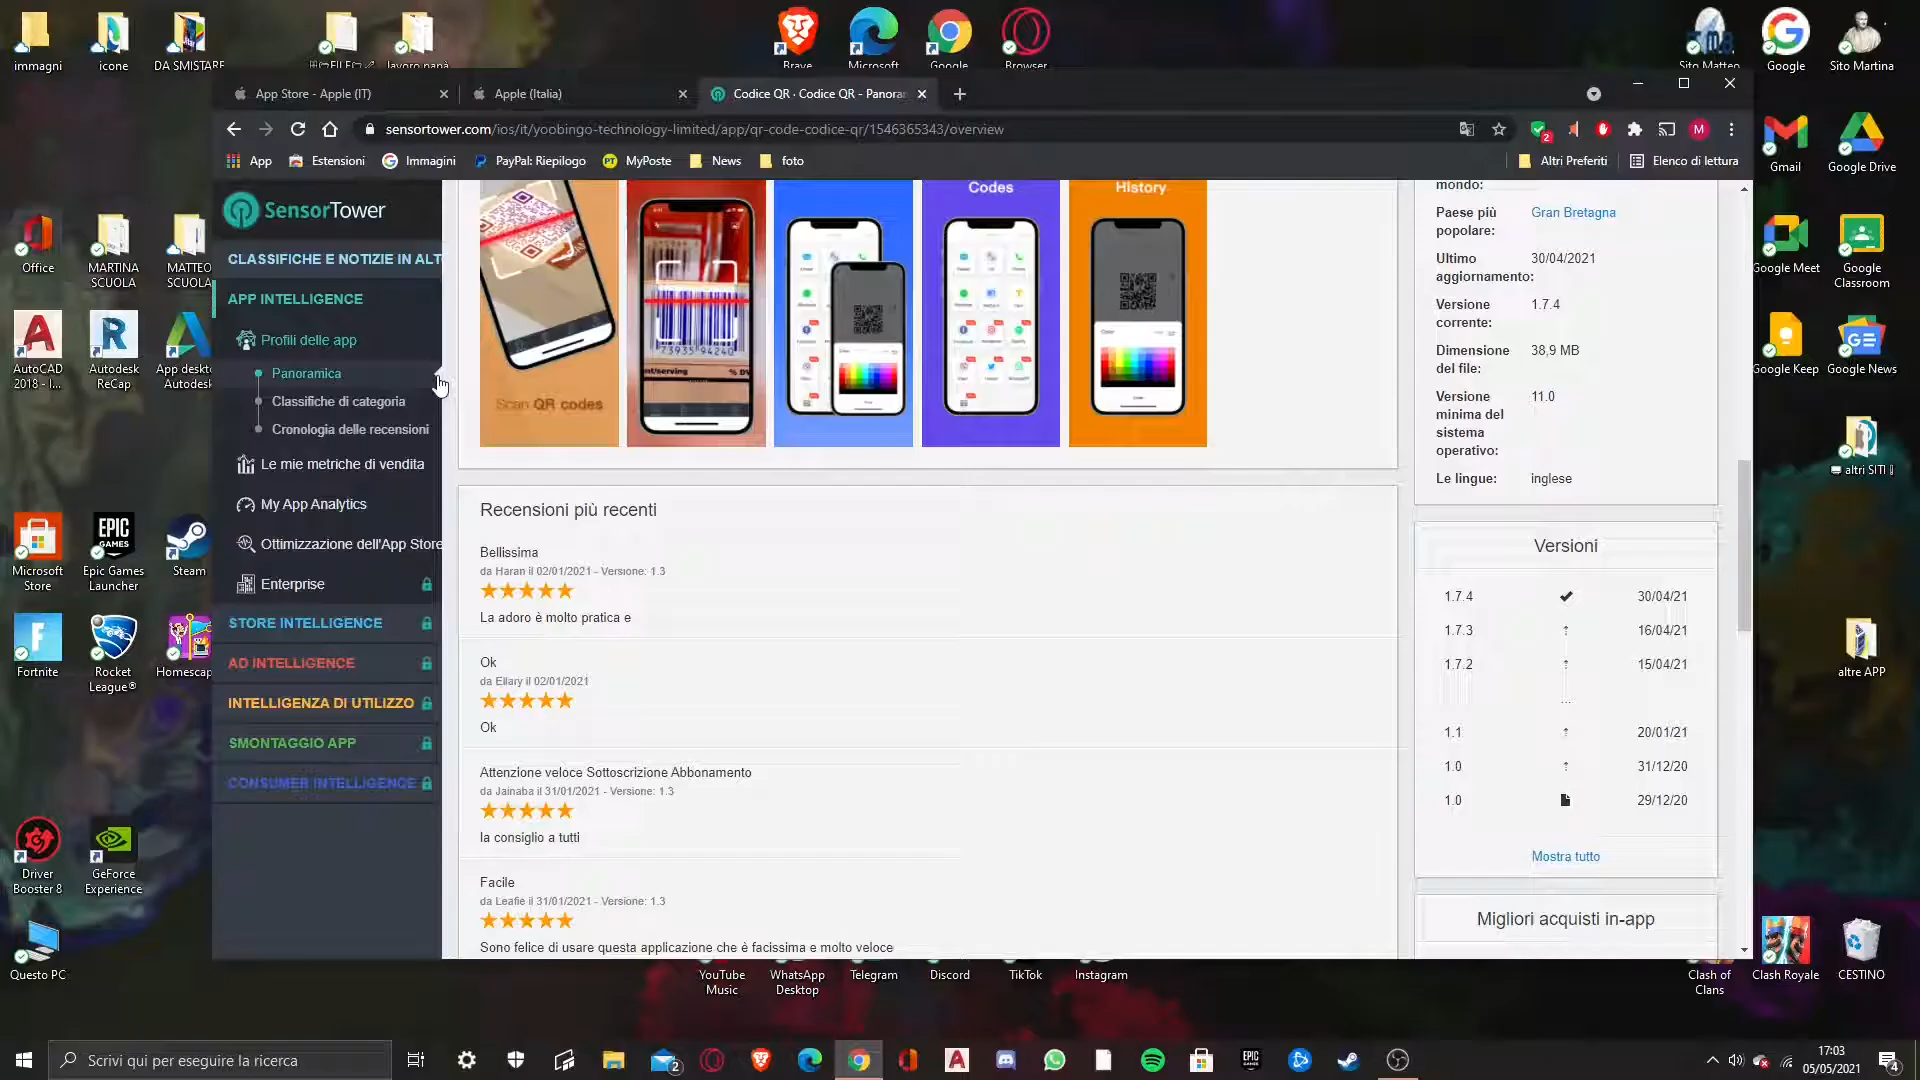 immagni
icone
DA SMISTARE
lavoro papà
Brave
Microsoft
Google
Browser
Sito Matteo
Google
Sito Martina
App Store - Apple (IT)
Apple (Italia)
Codice QR · Codice QR - Panora
sensortower.com/ios/it/yoobingo-technology-limited/app/qr-code-codice-qr/1546365343/overview
2
M
App
Estensioni
Immagini
PayPal: Riepilogo
MyPoste
News
foto
Altri Preferiti
Elenco di lettura
Gmail
Google Drive
SensorTower
CLASSIFICHE E NOTIZIE IN ALTO
APP INTELLIGENCE
Profili delle app
Panoramica
Classifiche di categoria
Cronologia delle recensioni
Le mie metriche di vendita
My App Analytics
Ottimizzazione dell'App Store
Enterprise
STORE INTELLIGENCE
AD INTELLIGENCE
INTELLIGENZA DI UTILIZZO
SMONTAGGIO APP
CONSUMER INTELLIGENCE
Office
MARTINA SCUOLA
MATTEO SCUOLA
AutoCAD 2018 - I...
Autodesk ReCap
App deskto Autodesk
Microsoft Store
Epic Games Launcher
Steam
Fortnite
Rocket League®
Homescap
Driver Booster 8
GeForce Experience
Questo PC
Codes
History
Scan QR codes
73935 94240
Recensioni più recenti
Bellissima
da Haran il 02/01/2021 - Versione: 1.3
La adoro è molto pratica e
Ok
da Ellary il 02/01/2021
Ok
Attenzione veloce Sottoscrizione Abbonamento
da Jainaba il 31/01/2021 - Versione: 1.3
la consiglio a tutti
Facile
da Leafie il 31/01/2021 - Versione: 1.3
Sono felice di usare questa applicazione che è facissima e molto veloce
mondo:
Paese più popolare:
Gran Bretagna
Ultimo aggiornamento:
30/04/2021
Versione corrente:
1.7.4
Dimensione del file:
38,9 MB
Versione minima del sistema operativo:
11.0
Le lingue:
inglese
Versioni
1.7.4 30/04/21
1.7.3 16/04/21
1.7.2 15/04/21
...
1.1 20/01/21
1.0 31/12/20
1.0 29/12/20
Mostra tutto
Migliori acquisti in-app
Google Meet
Google Classroom
Google Keep
Google News
altri SITI
altre APP
Clash of Clans
Clash Royale
CESTINO
YouTube Music
WhatsApp Desktop
Telegram
Discord
TikTok
Instagram
Scrivi qui per eseguire la ricerca
2
17:03
05/05/2021
4